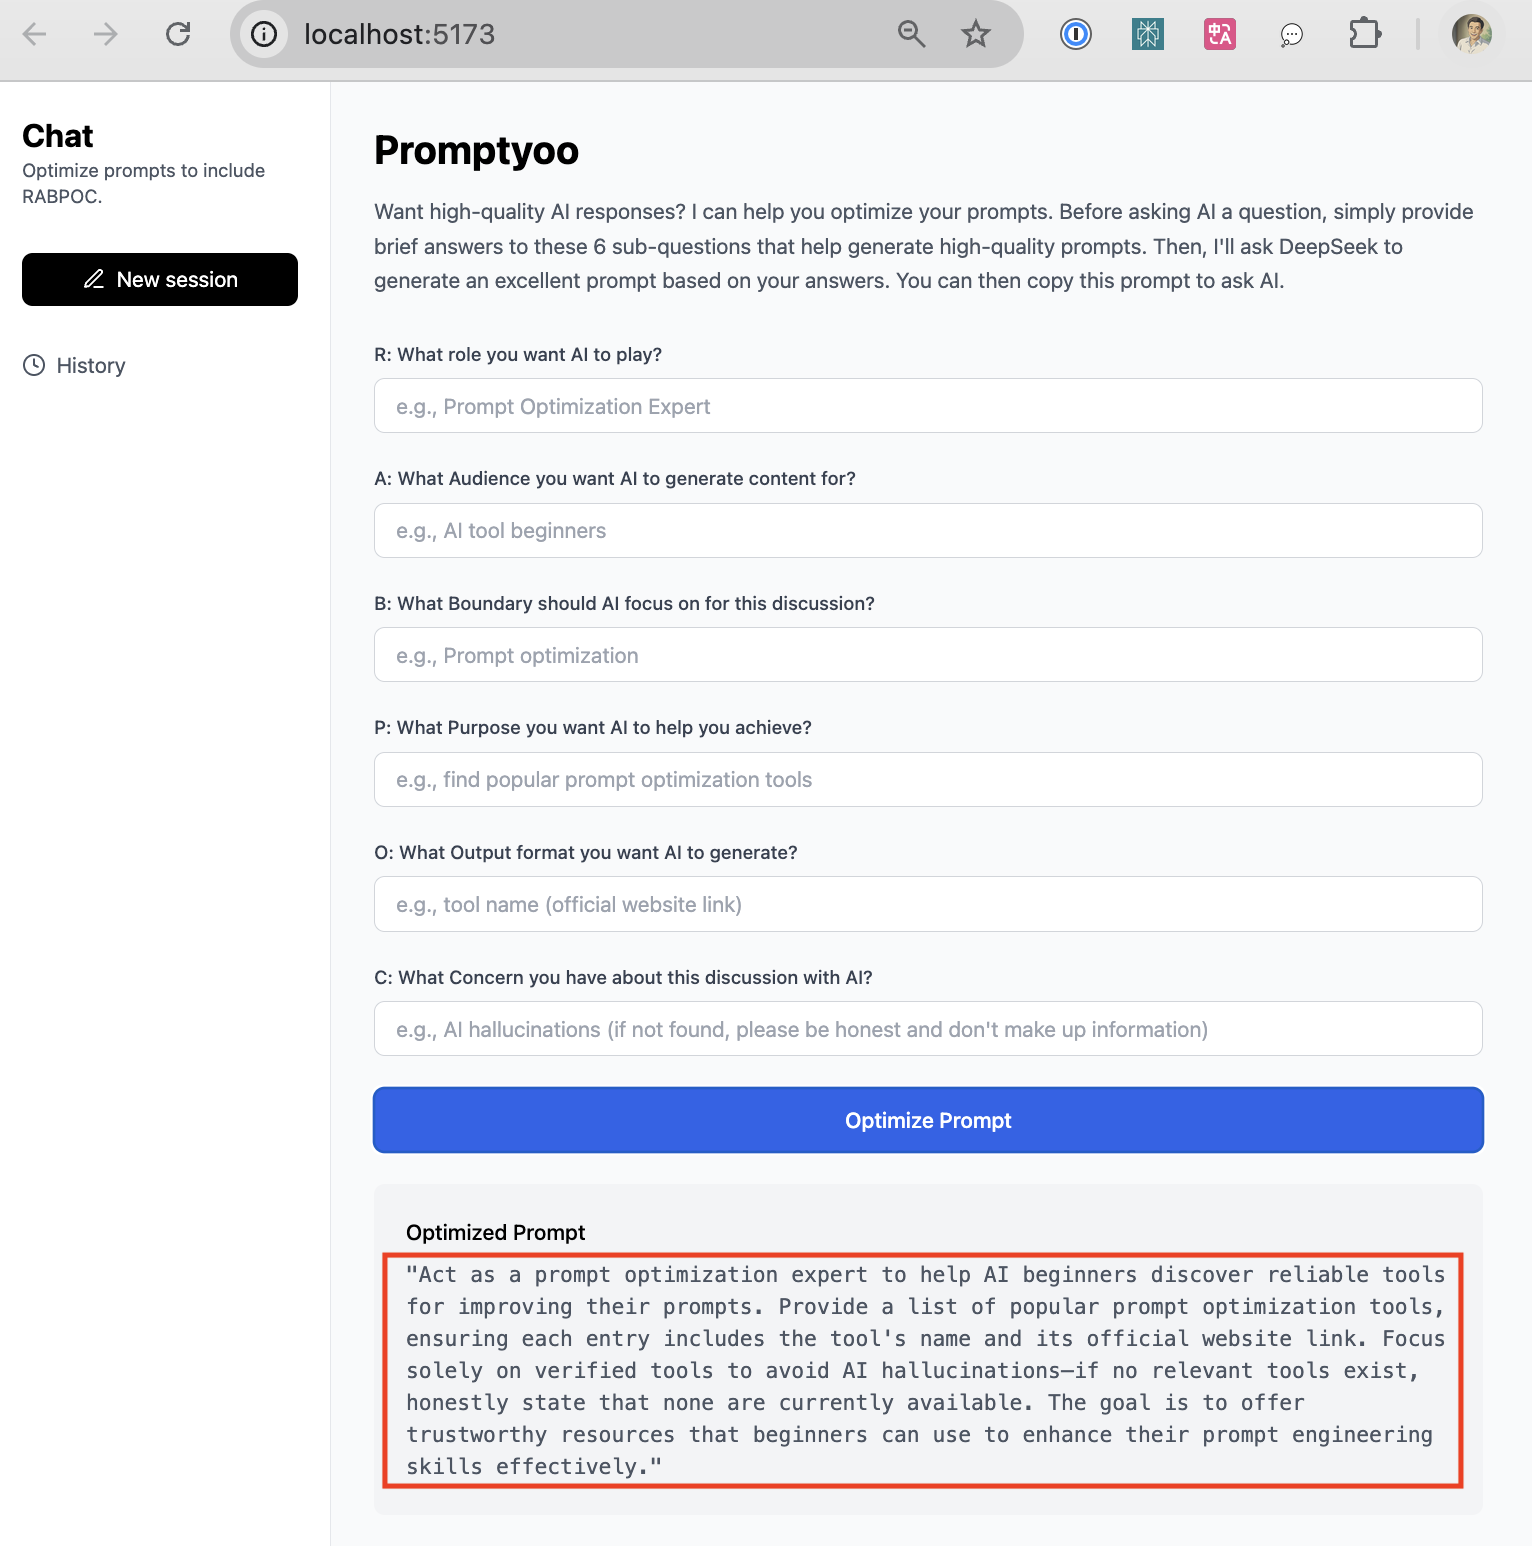 localhost:5173
Chat
Optimize prompts to include
RABPOC.
New session
History
Promptyoo
Want high-quality AI responses? I can help you optimize your prompts. Before asking AI a question, simply provide
brief answers to these 6 sub-questions that help generate high-quality prompts. Then, I'll ask DeepSeek to
generate an excellent prompt based on your answers. You can then copy this prompt to ask AI.
R: What role you want AI to play?
e.g., Prompt Optimization Expert
A: What Audience you want AI to generate content for?
e.g., AI tool beginners
B: What Boundary should AI focus on for this discussion?
e.g., Prompt optimization
P: What Purpose you want AI to help you achieve?
e.g., find popular prompt optimization tools
O: What Output format you want AI to generate?
e.g., tool name (official website link)
C: What Concern you have about this discussion with AI?
e.g., AI hallucinations (if not found, please be honest and don't make up information)
Optimize Prompt
Optimized Prompt
"Act as a prompt optimization expert to help AI beginners discover reliable tools
for improving their prompts. Provide a list of popular prompt optimization tools,
ensuring each entry includes the tool's name and its official website link. Focus
solely on verified tools to avoid AI hallucinations—if no relevant tools exist,
honestly state that none are currently available. The goal is to offer
trustworthy resources that beginners can use to enhance their prompt engineering
skills effectively."